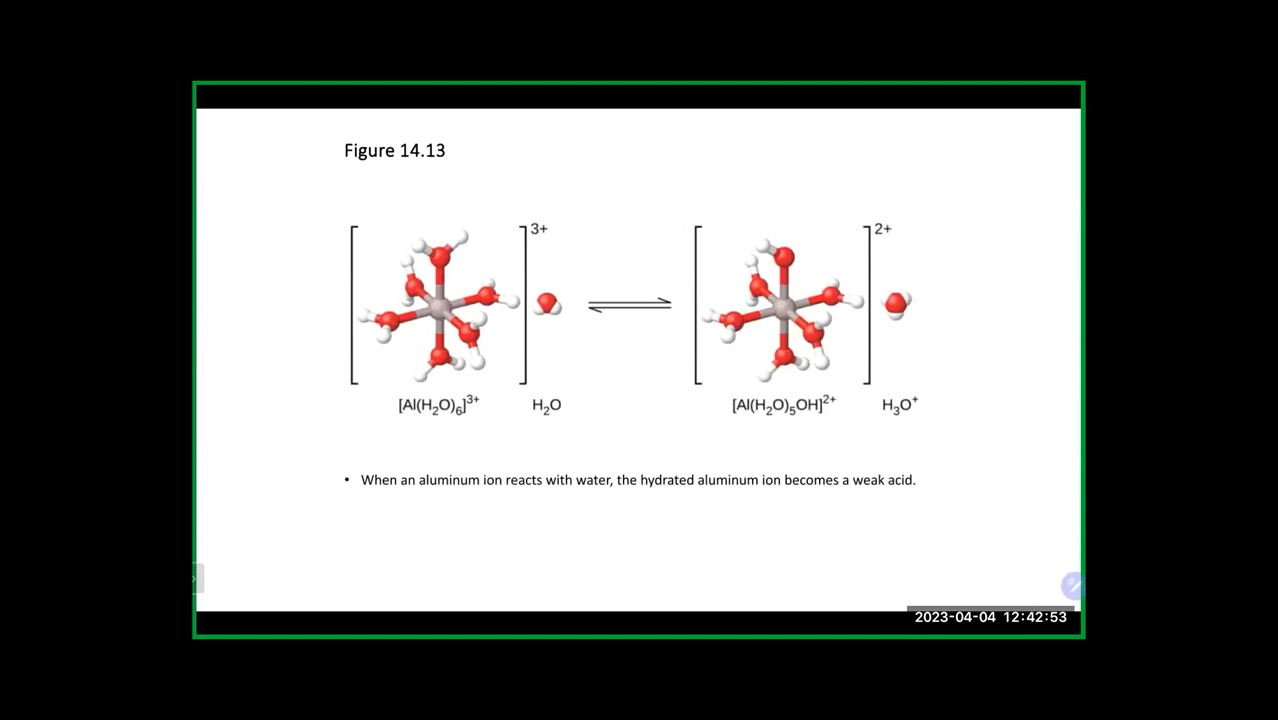 Figure 14.13
3+
2+
[Al(H₂O)₆]³⁺ H₂O [Al(H₂O)₅OH]²⁺ H₃O⁺
• When an aluminum ion reacts with water, the hydrated aluminum ion becomes a weak acid.
2023-04-04 12:42:53